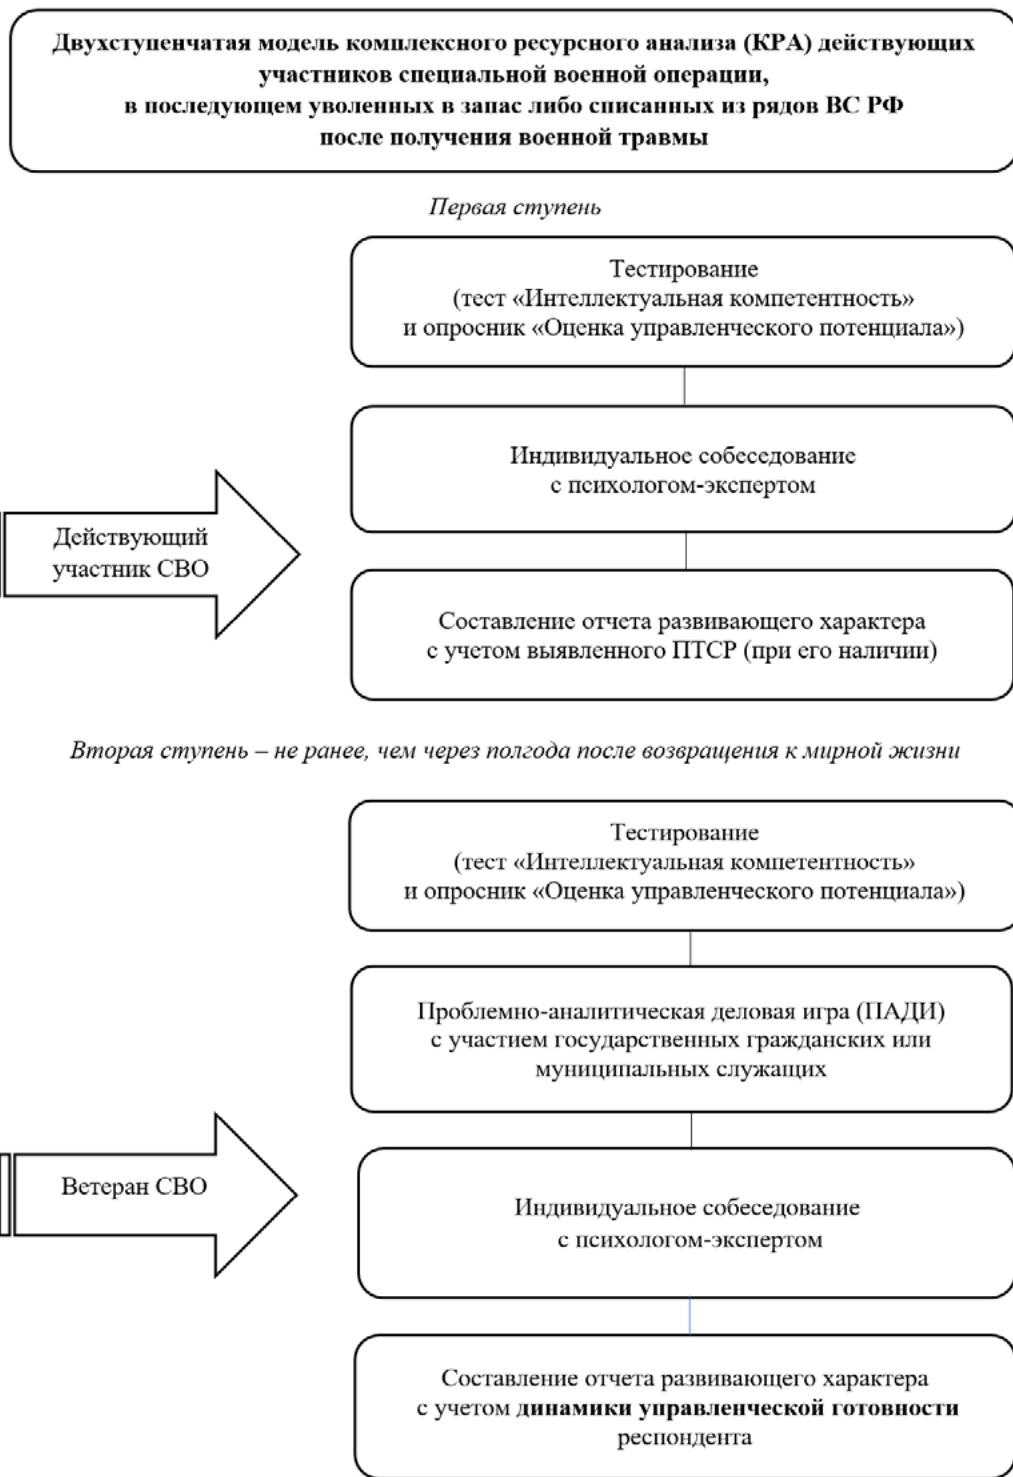 Двухступенчатая модель комплексного ресурсного анализа (КРА) действующих
участников специальной военной операции,
в последующем уволенных в запас либо списанных из рядов ВС РФ
после получения военной травмы
Первая ступень
Тестирование
(тест «Интеллектуальная компетентность»
и опросник «Оценка управленческого потенциала»)
Индивидуальное собеседование
с психологом-экспертом
Действующий
участник СВО
Составление отчета развивающего характера
с учетом выявленного ПТСР (при его наличии)
Вторая ступень – не ранее, чем через полгода после возвращения к мирной жизни
Тестирование
(тест «Интеллектуальная компетентность»
и опросник «Оценка управленческого потенциала»)
Проблемно-аналитическая деловая игра (ПАДИ)
с участием государственных гражданских или
муниципальных служащих
Ветеран СВО
Индивидуальное собеседование
с психологом-экспертом
Составление отчета развивающего характера
с учетом динамики управленческой готовности
респондента